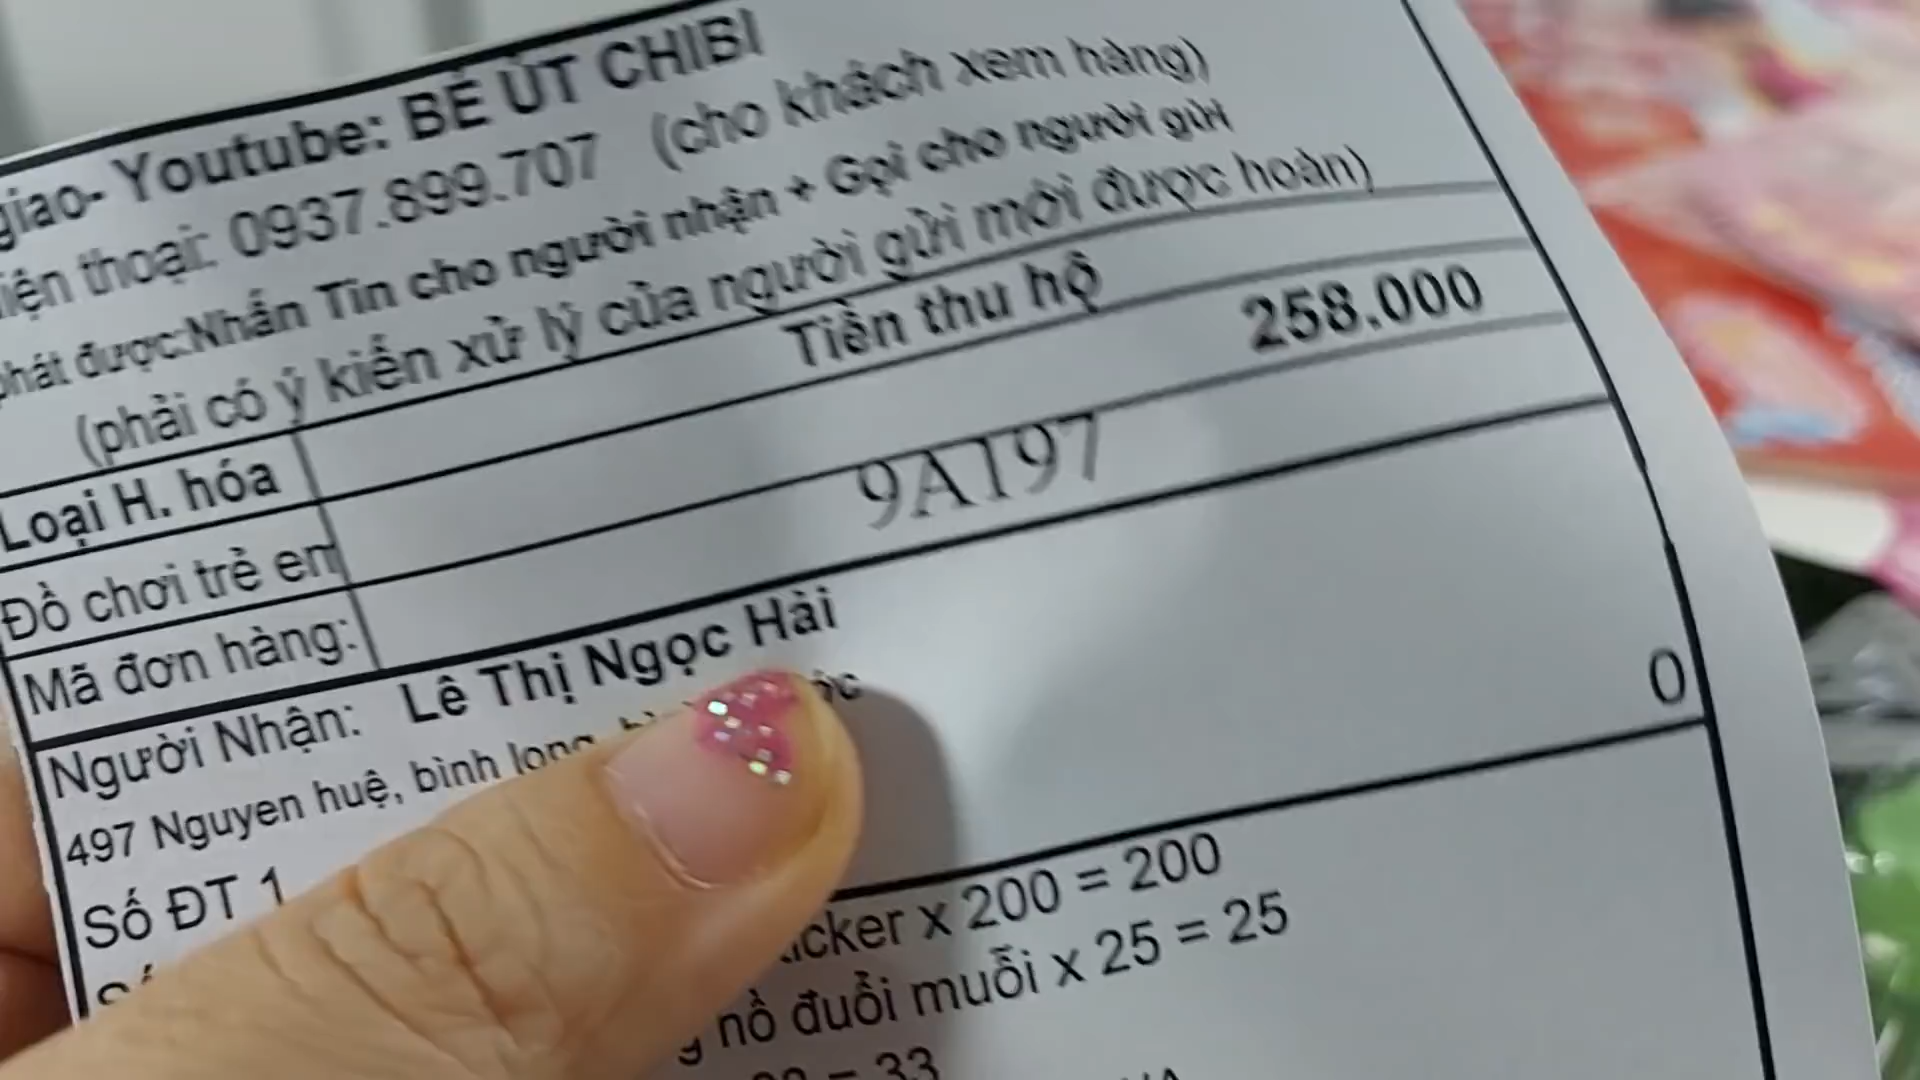 giao- Youtube: BÉ ÚT CHIBI
điện thoại: 0937.899.707 (cho khách xem hàng)
phát được:Nhắn Tin cho người nhận + Gọi cho người gửi
(phải có ý kiến xử lý của người gửi mới được hoàn)
Loại H. hóa Tiền thu hộ
Đồ chơi trẻ em 258.000
Mã đơn hàng: 9A197
Người Nhận: Lê Thị Ngọc Hải
497 Nguyen huệ, bình long,
0
Số ĐT 1
x 200 = 200
nồ đuổi muỗi x 25 = 25
= 33